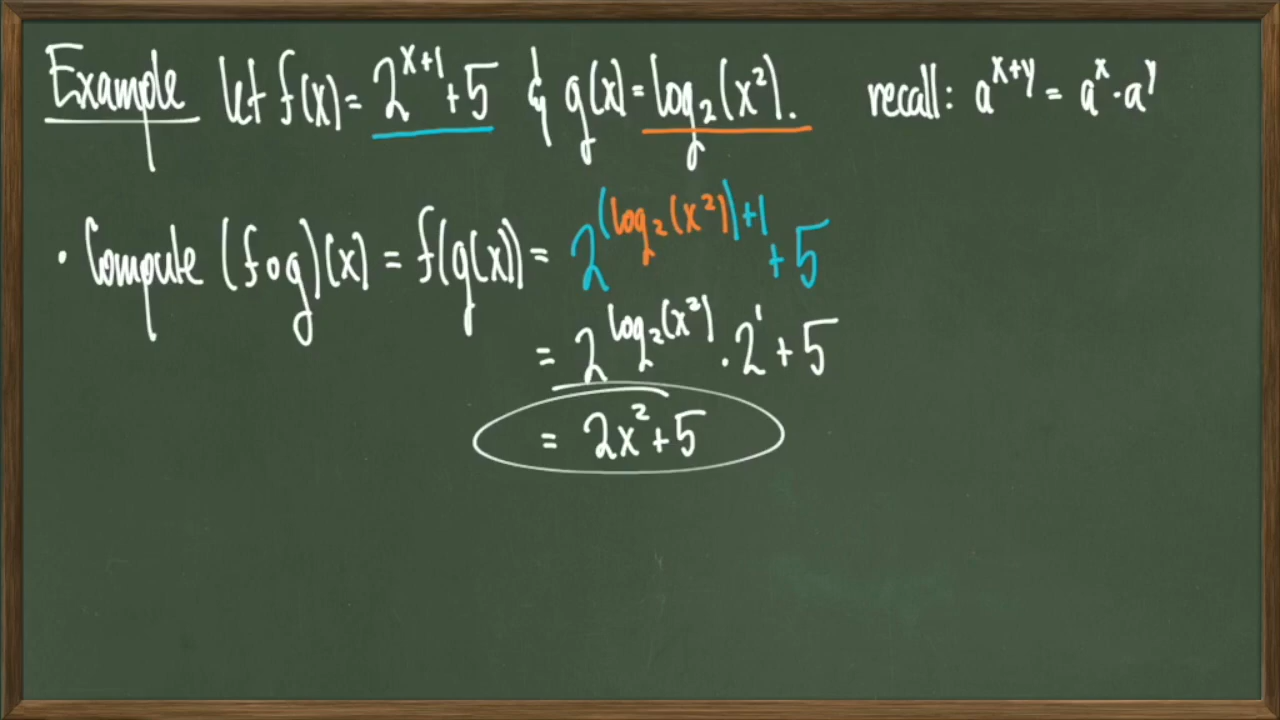 Example let f(x) = 2^{x+1} + 5 & g(x) = log₂(x²). recall: a^{x+y} = a^x · a^y
• Compute (f∘g)(x) = f(g(x)) = 2^{(log₂(x²))+1} + 5
= 2^{log₂(x²)} · 2¹ + 5
= 2x² + 5